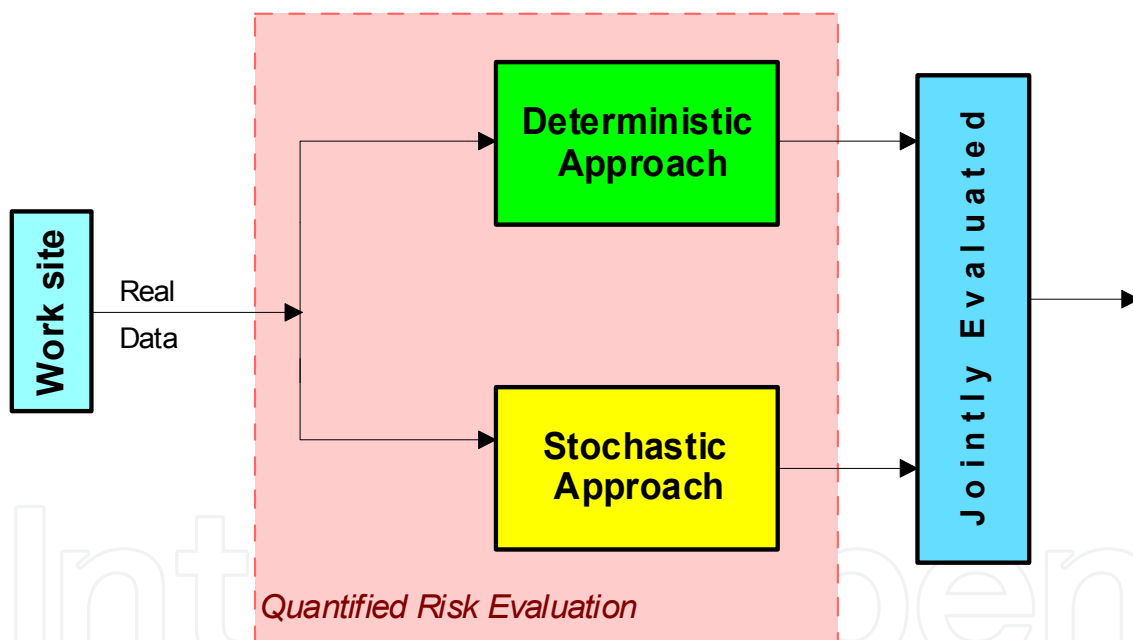 Work site
Real
Data
Deterministic
Approach
Stochastic
Approach
Quantified Risk Evaluation
Jointly Evaluated